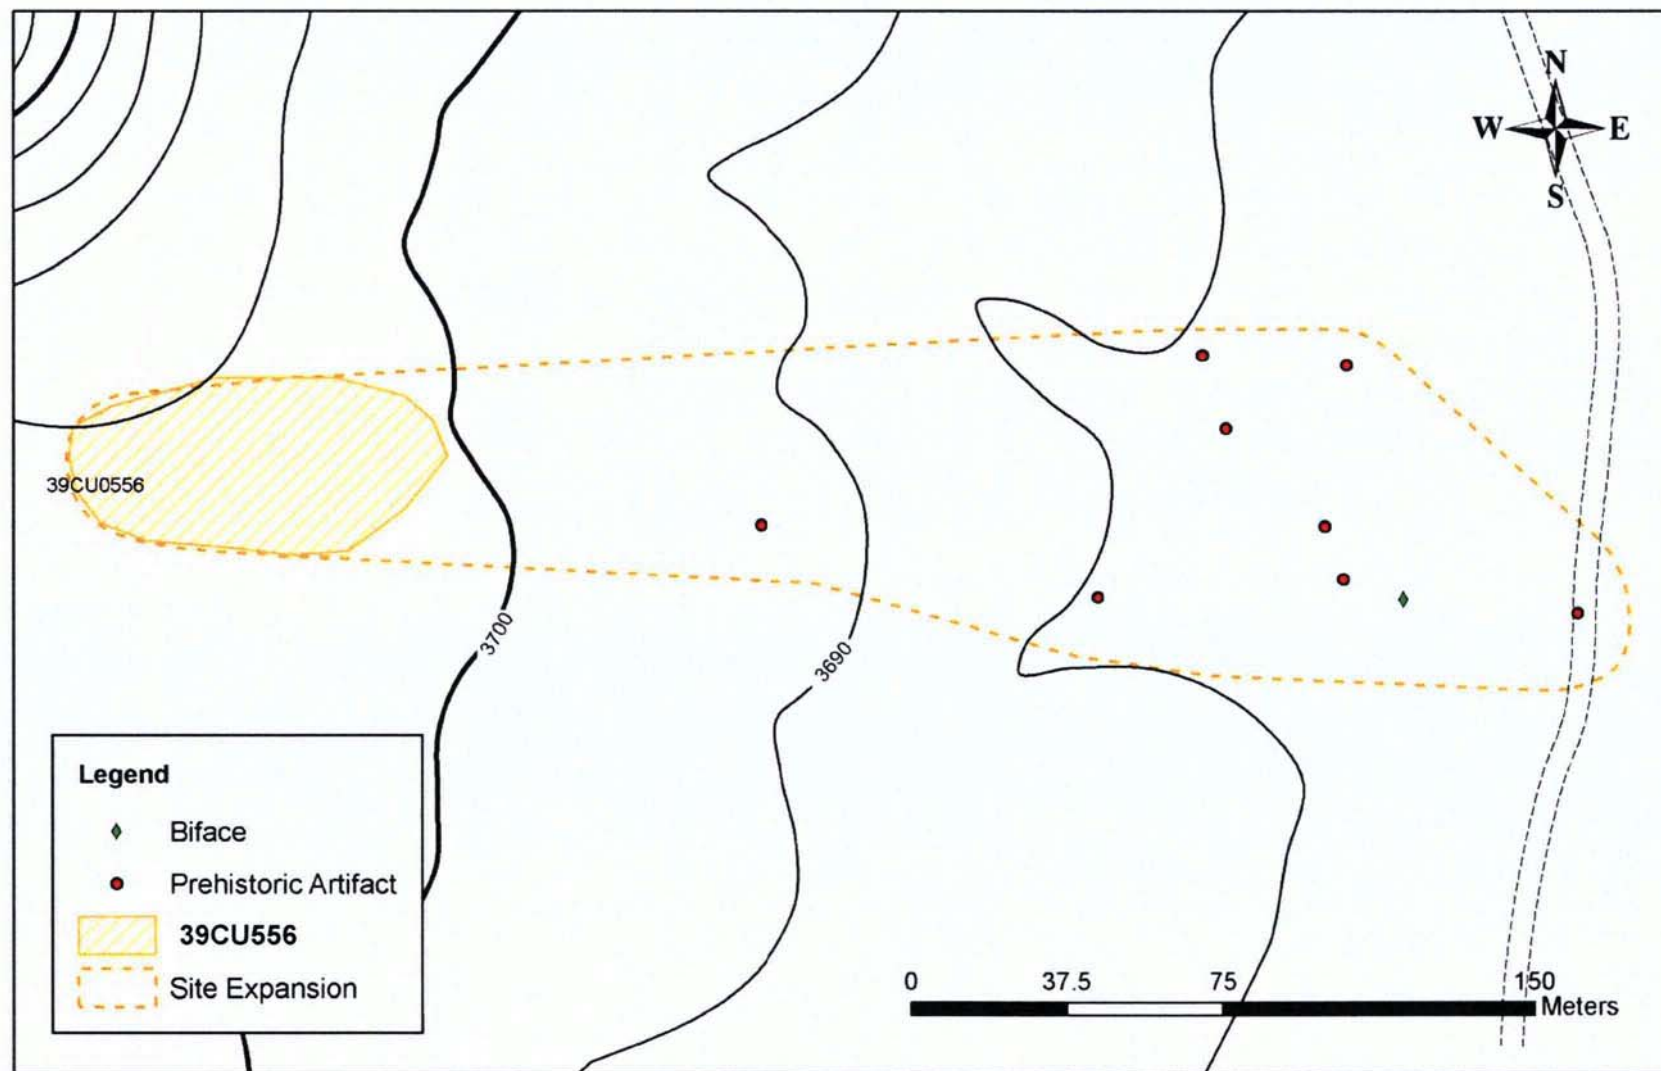 N
W E
S
39CU0556
3700
3690
Legend
Biface
Prehistoric Artifact
39CU556
Site Expansion
0 37.5 75 150
Meters